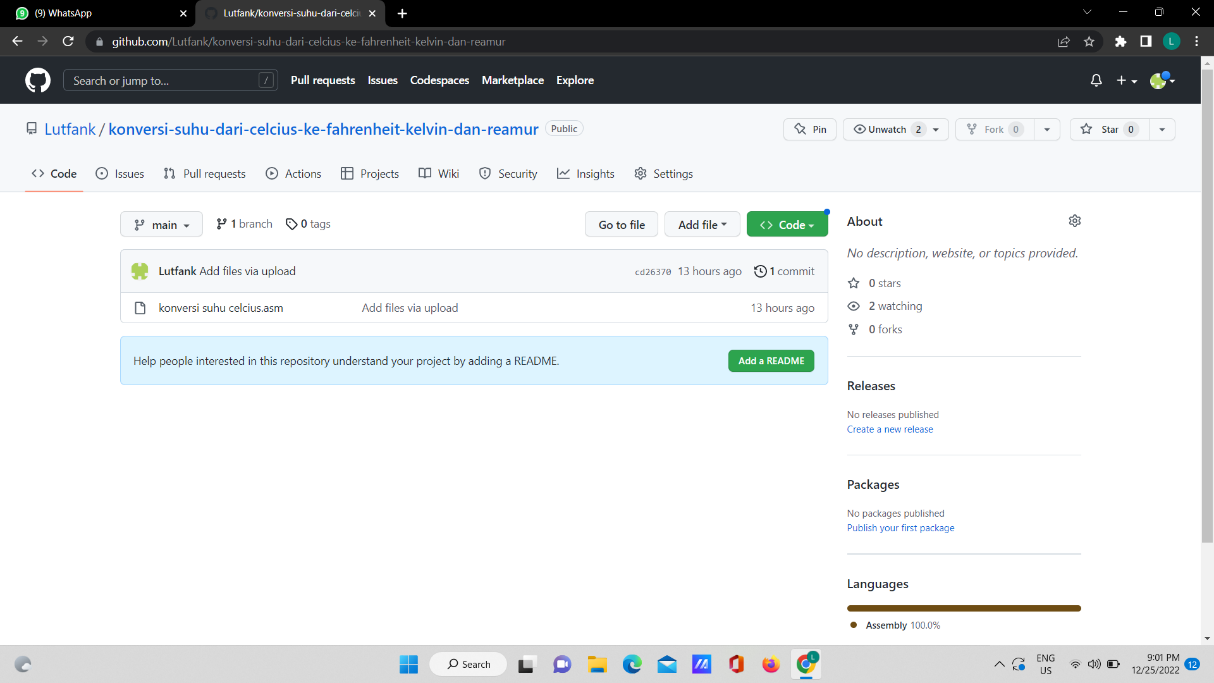 (9) WhatsApp
Lutfank/konversi-suhu-dari-celci
github.com/Lutfank/konversi-suhu-dari-celcius-ke-fahrenheit-kelvin-dan-reamur
L
Search or jump to...
/
Pull requests Issues Codespaces Marketplace Explore
Lutfank / konversi-suhu-dari-celcius-ke-fahrenheit-kelvin-dan-reamur Public
Pin
Unwatch 2
Fork 0
Star 0
Code Issues Pull requests Actions Projects Wiki Security Insights Settings
main
1 branch
0 tags
Go to file
Add file
Code
Lutfank Add files via upload cd26370 13 hours ago 1 commit
konversi suhu celcius.asm Add files via upload 13 hours ago
Help people interested in this repository understand your project by adding a README.
Add a README
About
No description, website, or topics provided.
0 stars
2 watching
0 forks
Releases
No releases published
Create a new release
Packages
No packages published
Publish your first package
Languages
Assembly 100.0%
Search
L
ENG
US
9:01 PM
12/25/2022
12